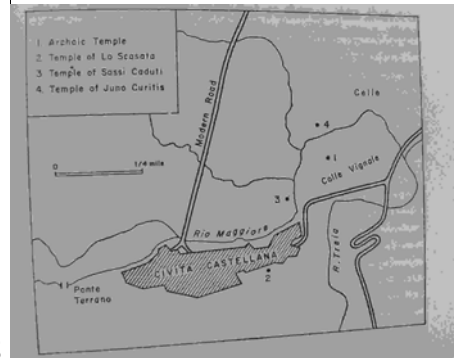 1 Archaic Temple
2 Temple of Lo Scasato
3 Temple of Sassi Caduti
4 Temple of Juno Curitis
Celle
4
Modern Road
1
Colle Vignale
0 1/4 mile
3
Rio Maggiore
R. Treia
CIVITA CASTELLANA
2
Ponte
Terrano